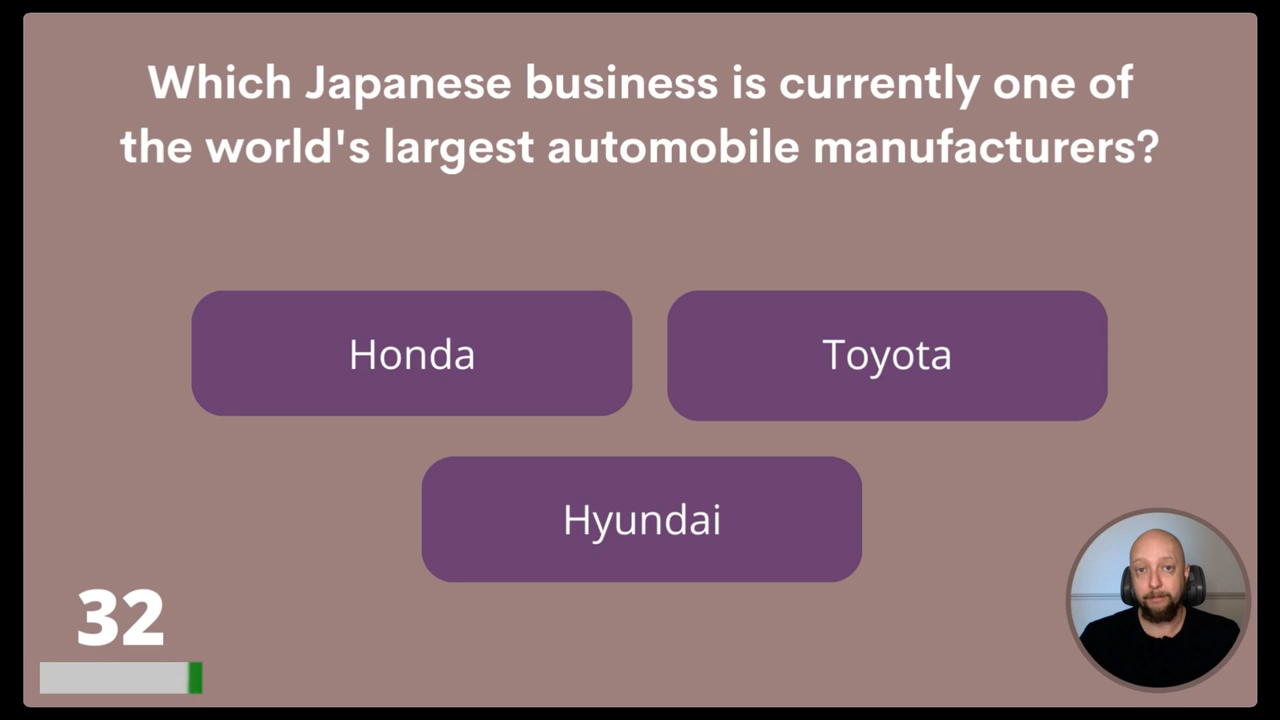 Which Japanese business is currently one of
the world's largest automobile manufacturers?
Honda
Toyota
Hyundai
32